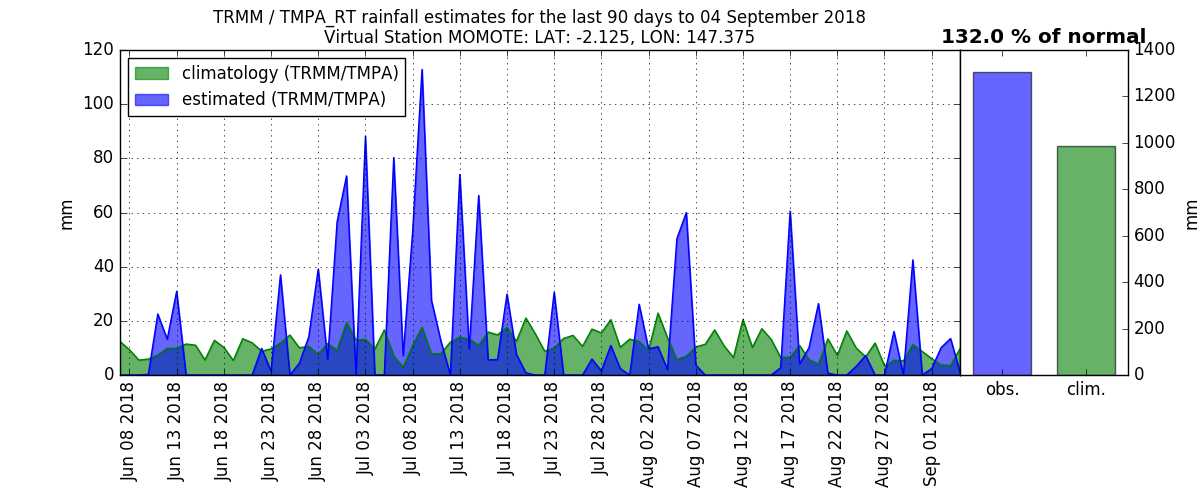 TRMM / TMPA_RT rainfall estimates for the last 90 days to 04 September 2018
Virtual Station MOMOTE: LAT: -2.125, LON: 147.375
132.0 % of normal
climatology (TRMM/TMPA)
estimated (TRMM/TMPA)
mm
120
100
80
60
40
20
0
Jun 08 2018
Jun 13 2018
Jun 18 2018
Jun 23 2018
Jun 28 2018
Jul 03 2018
Jul 08 2018
Jul 13 2018
Jul 18 2018
Jul 23 2018
Jul 28 2018
Aug 02 2018
Aug 07 2018
Aug 12 2018
Aug 17 2018
Aug 22 2018
Aug 27 2018
Sep 01 2018
obs.
clim.
1400
1200
1000
800
600
400
200
0
mm